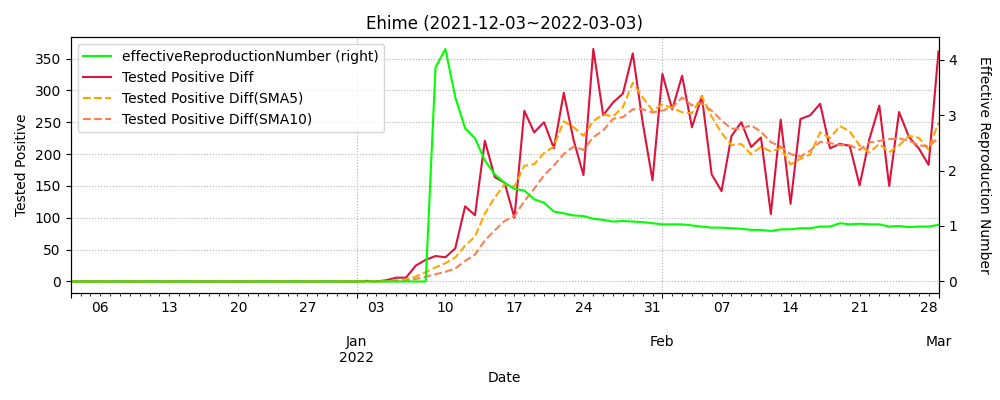 Ehime (2021-12-03~2022-03-03)
effectiveReproductionNumber (right)
Tested Positive Diff
Tested Positive Diff(SMA5)
Tested Positive Diff(SMA10)
Tested Positive
350
300
250
200
150
100
50
0
4
3
2
1
0
Effective Reproduction Number
06 13 20 27 03 10 17 24 31 07 14 21 28
Jan Feb Mar
2022
Date